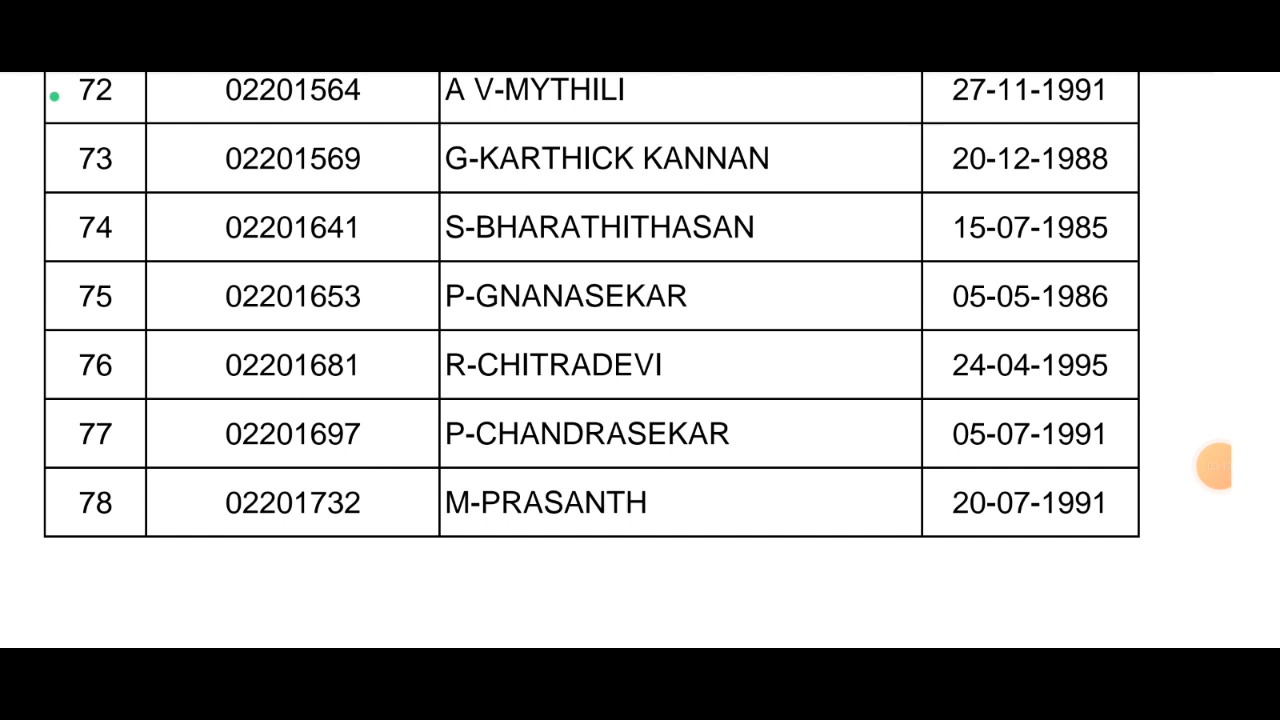 72 02201564 A V-MYTHILI 27-11-1991
73 02201569 G-KARTHICK KANNAN 20-12-1988
74 02201641 S-BHARATHITHASAN 15-07-1985
75 02201653 P-GNANASEKAR 05-05-1986
76 02201681 R-CHITRADEVI 24-04-1995
77 02201697 P-CHANDRASEKAR 05-07-1991
78 02201732 M-PRASANTH 20-07-1991